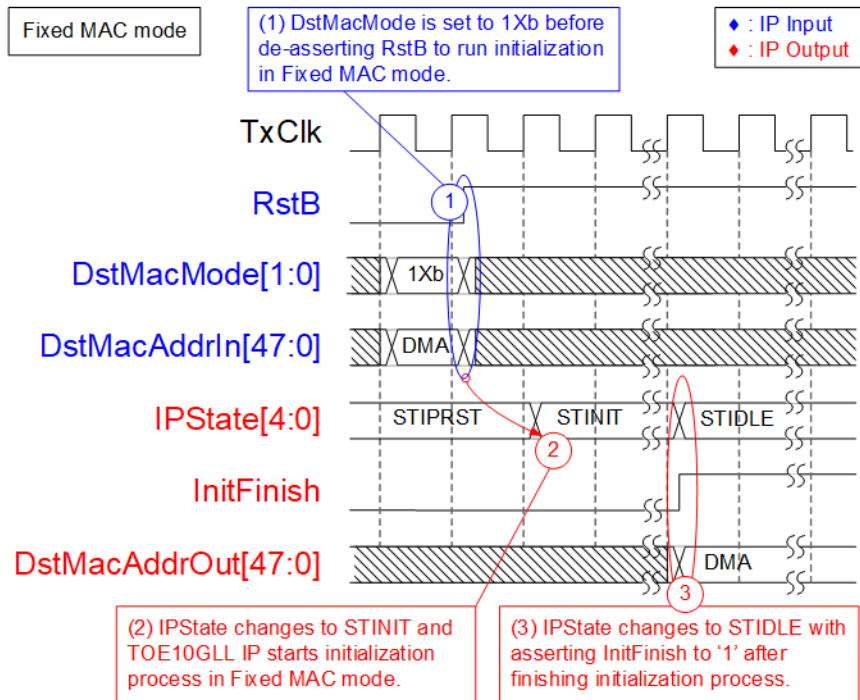 Fixed MAC mode
(1) DstMacMode is set to 1Xb before
de-asserting RstB to run initialization
in Fixed MAC mode.
♦ : IP Input
♦ : IP Output
TxClk
RstB
1
DstMacMode[1:0]
1Xb
DstMacAddrIn[47:0]
DMA
IPState[4:0]
STIPRST
STINIT
STIDLE
2
InitFinish
DstMacAddrOut[47:0]
DMA
3
(2) IPState changes to STINIT and
TOE10GLL IP starts initialization
process in Fixed MAC mode.
(3) IPState changes to STIDLE with
asserting InitFinish to ‘1’ after
finishing initialization process.